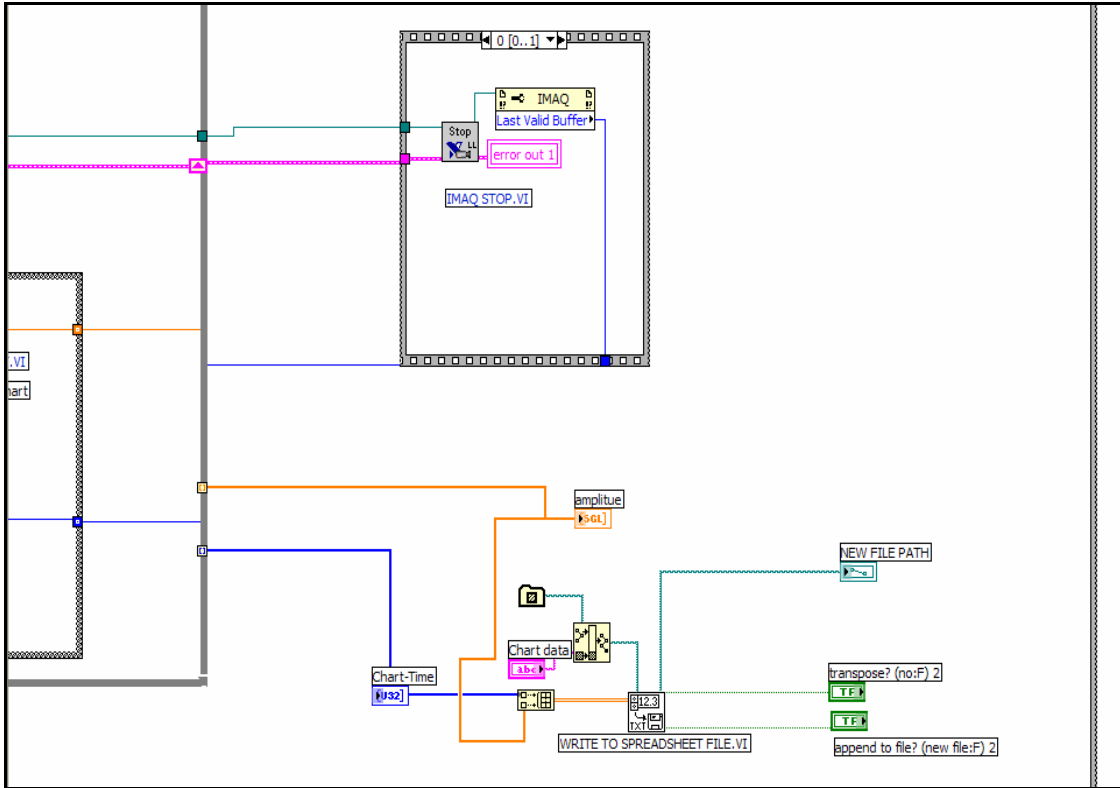 0 [0..1]
IMAQ
Last Valid Buffer
Stop
LL
error out 1
IMAQ STOP.VI
.VI
hart
amplitue
SGL]
NEW FILE PATH
Chart data
abc
Chart-Time
U32]
12.3
TXT
transpose? (no:F) 2
TF
TF
WRITE TO SPREADSHEET FILE.VI
append to file? (new file:F) 2